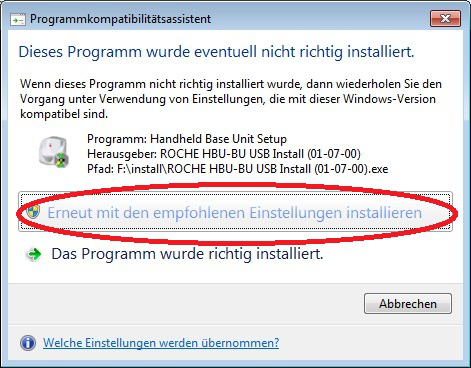 Programmkompatibilitätsassistent
Dieses Programm wurde eventuell nicht richtig installiert.
Wenn dieses Programm nicht richtig installiert wurde, dann wiederholen Sie den
Vorgang unter Verwendung von Einstellungen, die mit dieser Windows-Version
kompatibel sind.
Programm: Handheld Base Unit Setup
Herausgeber: ROCHE HBU-BU USB Install (01-07-00)
Pfad: F:\install\ROCHE HBU-BU USB Install (01-07-00).exe
Erneut mit den empfohlenen Einstellungen installieren
Das Programm wurde richtig installiert.
Abbrechen
Welche Einstellungen werden übernommen?